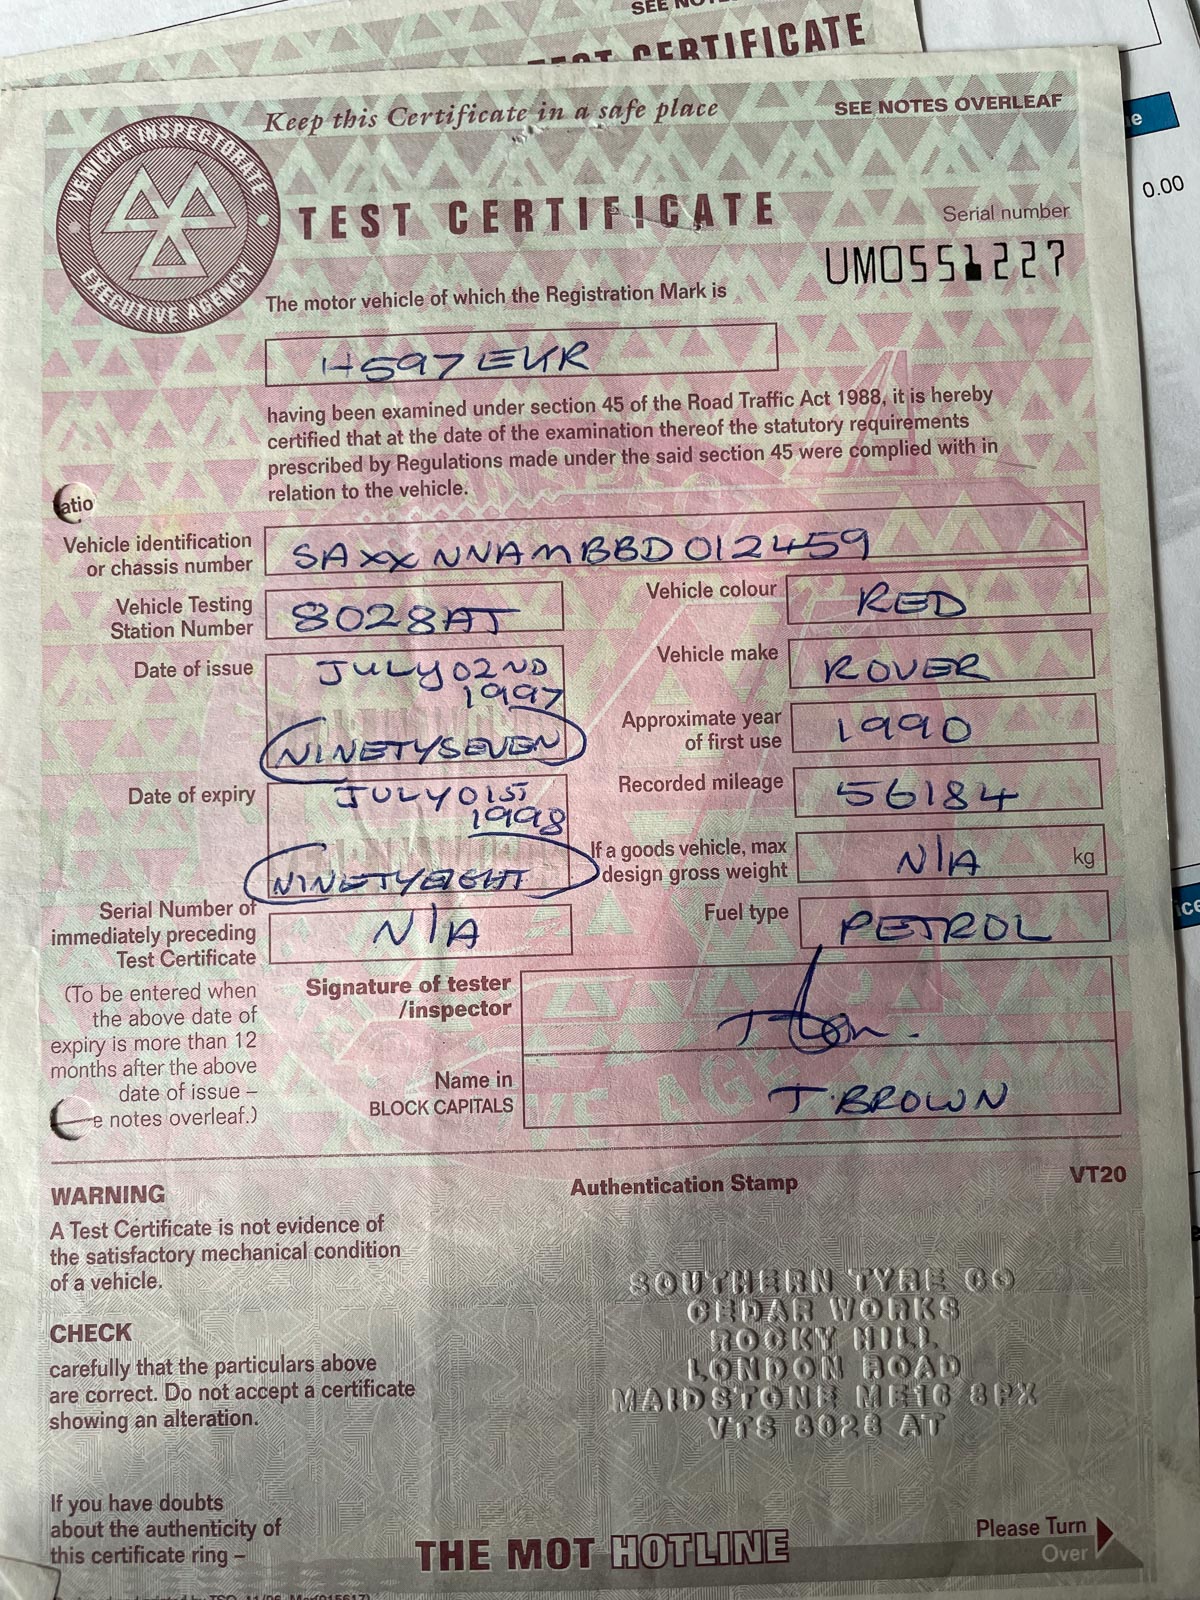 SEE NOTES
TEST CERTIFICATE
Keep this Certificate in a safe place
SEE NOTES OVERLEAF
VEHICLE INSPECTORATE
EXECUTIVE AGENCY
TEST CERTIFICATE
Serial number
UM0551227
The motor vehicle of which the Registration Mark is
H597EKR
having been examined under section 45 of the Road Traffic Act 1988, it is hereby
certified that at the date of the examination thereof the statutory requirements
prescribed by Regulations made under the said section 45 were complied with in
relation to the vehicle.
atio
Vehicle identification
or chassis number
SAXXNNAMBBD012459
Vehicle Testing
Station Number
8028AT
Vehicle colour
RED
Date of issue
JULY 02ND
1997
NINETYSEVEN
Vehicle make
ROVER
Approximate year
of first use
1990
Date of expiry
JULY 01ST
1998
NINETYEIGHT
Recorded mileage
56184
If a goods vehicle, max
design gross weight
N/A
kg
Serial Number of
immediately preceding
Test Certificate
N/A
Fuel type
PETROL
(To be entered when
the above date of
expiry is more than 12
months after the above
date of issue –
e notes overleaf.)
Signature of tester
/inspector
Name in
BLOCK CAPITALS
J. BROWN
VT20
WARNING
A Test Certificate is not evidence of
the satisfactory mechanical condition
of a vehicle.
CHECK
carefully that the particulars above
are correct. Do not accept a certificate
showing an alteration.
Authentication Stamp
SOUTHERN TYRE CO
CEDAR WORKS
ROCKY HILL
LONDON ROAD
MAIDSTONE ME16 8PX
VTS 8028 AT
If you have doubts
about the authenticity of
this certificate ring –
THE MOT HOTLINE
Please Turn
Over
0.00